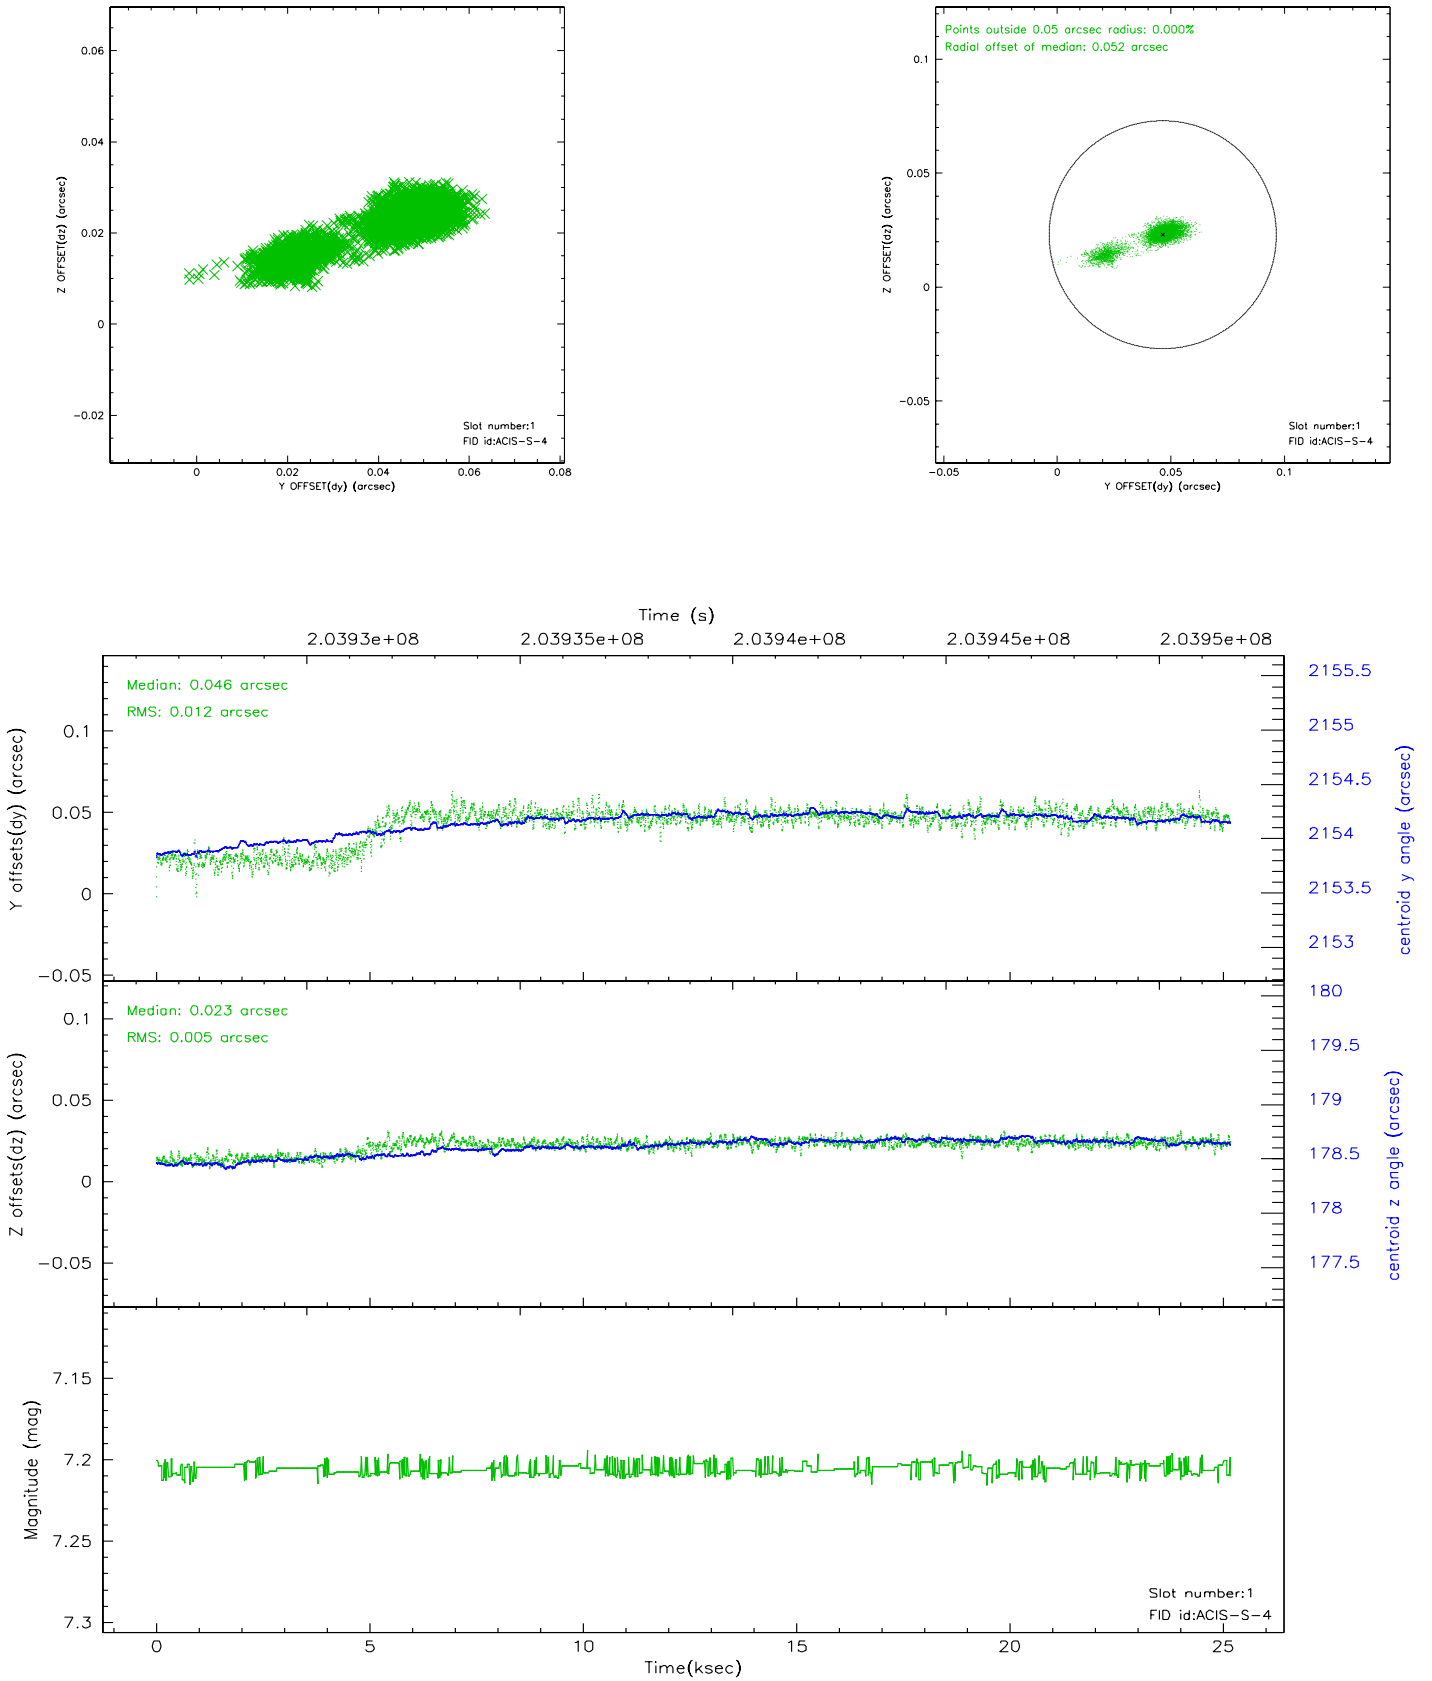 0.06
0.04
0.02
0
−0.02
Z OFFSET(dz) (arcsec)
Slot number:1
FID id:ACIS−S−4
0 0.02 0.04 0.06 0.08
Y OFFSET(dy) (arcsec)
Points outside 0.05 arcsec radius: 0.000%
Radial offset of median: 0.052 arcsec
0.1
0.05
0
−0.05
Z OFFSET(dz) (arcsec)
Slot number:1
FID id:ACIS−S−4
−0.05 0 0.05 0.1
Y OFFSET(dy) (arcsec)
Time (s)
2.0393e+08 2.03935e+08 2.0394e+08 2.03945e+08 2.0395e+08
Median: 0.046 arcsec
RMS: 0.012 arcsec
0.1
0.05
0
−0.05
Y offsets(dy) (arcsec)
2155.5
2155
2154.5
2154
2153.5
2153
centroid y angle (arcsec)
Median: 0.023 arcsec
RMS: 0.005 arcsec
0.1
0.05
0
−0.05
Z offsets(dz) (arcsec)
180
179.5
179
178.5
178
177.5
centroid z angle (arcsec)
7.15
7.2
7.25
7.3
Magnitude (mag)
Slot number:1
FID id:ACIS−S−4
0 5 10 15 20 25
Time(ksec)